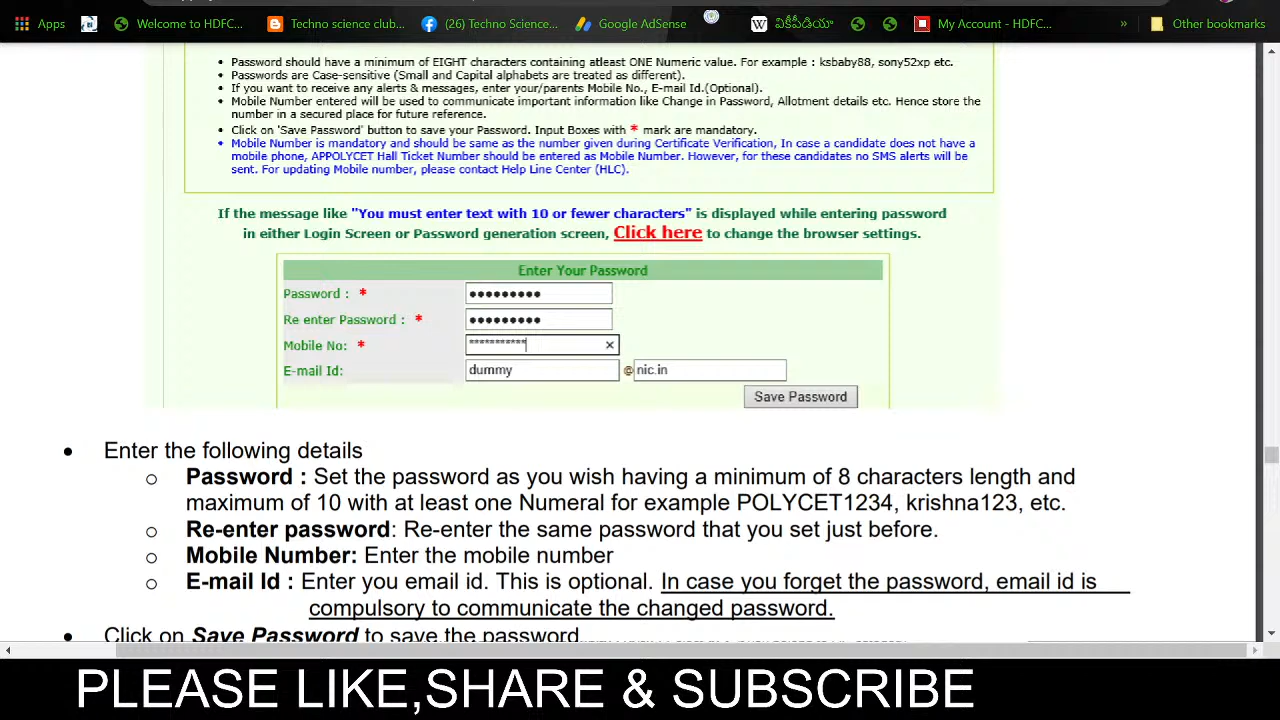 Apps Welcome to HDFC... Techno science club... (26) Techno Science... Google AdSense వికీపీడియా My Account - HDFC... » Other bookmarks
• Password should have a minimum of EIGHT characters containing atleast ONE Numeric value. For example : ksbaby88, sony52xp etc.
• Passwords are Case-sensitive (Small and Capital alphabets are treated as different).
• If you want to receive any alerts & messages, enter your/parents Mobile No., E-mail Id.(Optional).
• Mobile Number entered will be used to communicate important information like Change in Password, Allotment details etc. Hence store the
number in a secured place for future reference.
• Click on 'Save Password' button to save your Password. Input Boxes with * mark are mandatory.
• Mobile Number is mandatory and should be same as the number given during Certificate Verification, In case a candidate does not have a
mobile phone, APPOLYCET Hall Ticket Number should be entered as Mobile Number. However, for these candidates no SMS alerts will be
sent. For updating Mobile number, please contact Help Line Center (HLC).
If the message like "You must enter text with 10 or fewer characters" is displayed while entering password
in either Login Screen or Password generation screen, Click here to change the browser settings.
Enter Your Password
Password : *
Re enter Password : *
Mobile No: * ***********
E-mail Id: dummy @ nic.in
Save Password
• Enter the following details
o Password : Set the password as you wish having a minimum of 8 characters length and
maximum of 10 with at least one Numeral for example POLYCET1234, krishna123, etc.
o Re-enter password: Re-enter the same password that you set just before.
o Mobile Number: Enter the mobile number
o E-mail Id : Enter you email id. This is optional. In case you forget the password, email id is
compulsory to communicate the changed password.
• Click on Save Password to save the password
PLEASE LIKE,SHARE & SUBSCRIBE